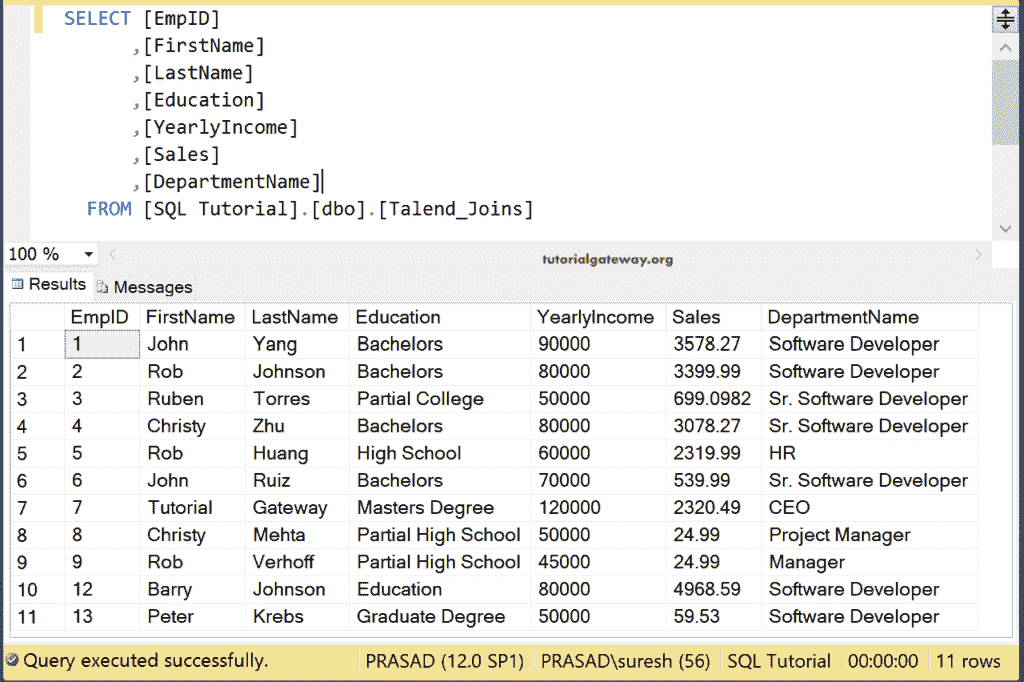 SELECT [EmpID]
,[FirstName]
,[LastName]
,[Education]
,[YearlyIncome]
,[Sales]
,[DepartmentName]
FROM [SQL Tutorial].[dbo].[Talend_Joins]
100 %
tutorialgateway.org
Results Messages
EmpID FirstName LastName Education YearlyIncome Sales DepartmentName
1 1 John Yang Bachelors 90000 3578.27 Software Developer
2 2 Rob Johnson Bachelors 80000 3399.99 Software Developer
3 3 Ruben Torres Partial College 50000 699.0982 Sr. Software Developer
4 4 Christy Zhu Bachelors 80000 3078.27 Sr. Software Developer
5 5 Rob Huang High School 60000 2319.99 HR
6 6 John Ruiz Bachelors 70000 539.99 Sr. Software Developer
7 7 Tutorial Gateway Masters Degree 120000 2320.49 CEO
8 8 Christy Mehta Partial High School 50000 24.99 Project Manager
9 9 Rob Verhoff Partial High School 45000 24.99 Manager
10 12 Barry Johnson Education 80000 4968.59 Software Developer
11 13 Peter Krebs Graduate Degree 50000 59.53 Software Developer
Query executed successfully. PRASAD (12.0 SP1) PRASAD\suresh (56) SQL Tutorial 00:00:00 11 rows